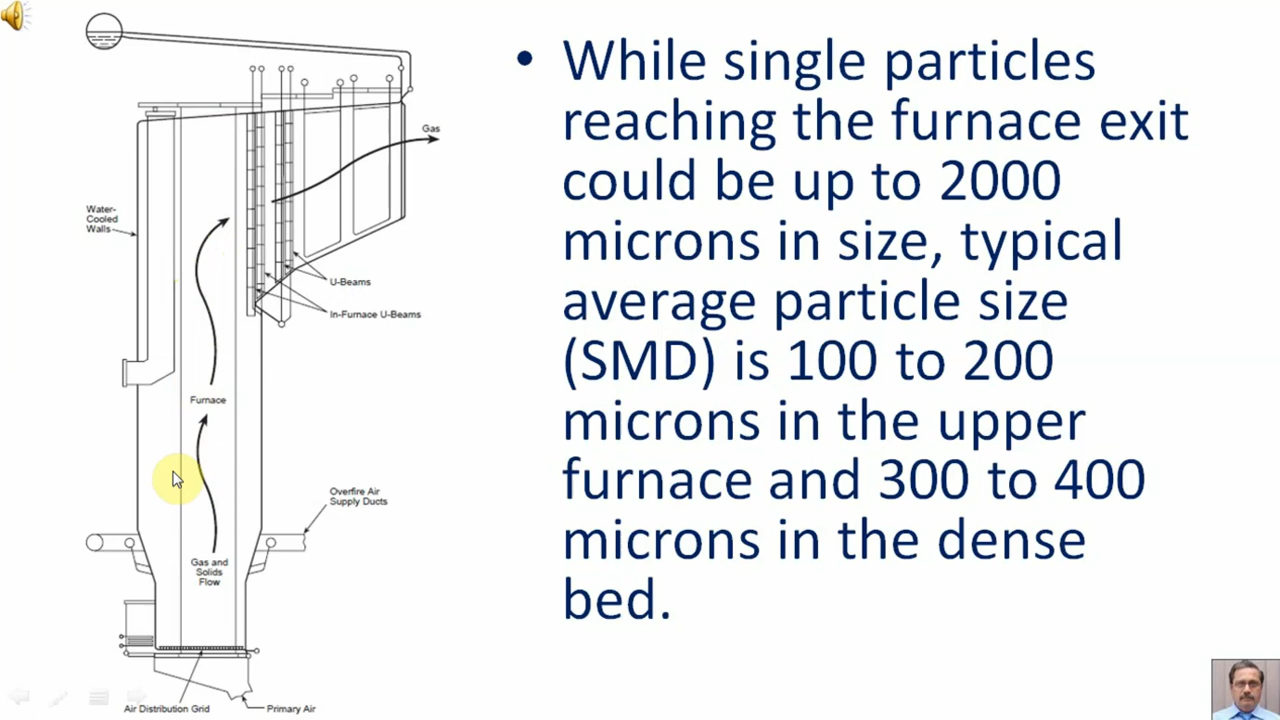 Gas
Water-
Cooled
Walls
U-Beams
In-Furnace U-Beams
Furnace
Overfire Air
Supply Ducts
Gas and
Solids
Flow
Air Distribution Grid
Primary Air
• While single particles
reaching the furnace exit
could be up to 2000
microns in size, typical
average particle size
(SMD) is 100 to 200
microns in the upper
furnace and 300 to 400
microns in the dense
bed.